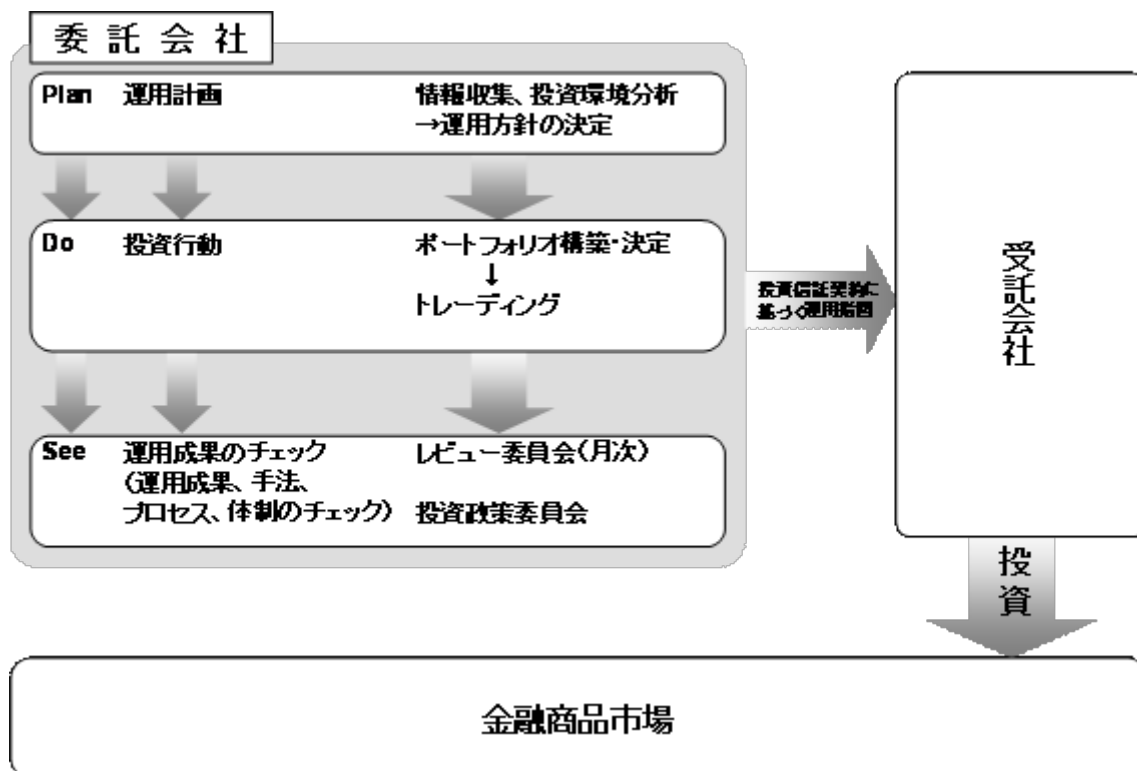 委託会社
Plan 運用計画 情報収集、投資環境分析
→運用方針の決定
Do 投資行動 ポートフォリオ構築・決定
↓
トレーディング
投資信託契約に
基づく運用指図
See 運用成果のチェック レビュー委員会(月次)
(運用成果、手法、
プロセス、体制のチェック) 投資政策委員会
受託会社
投資
金融商品市場